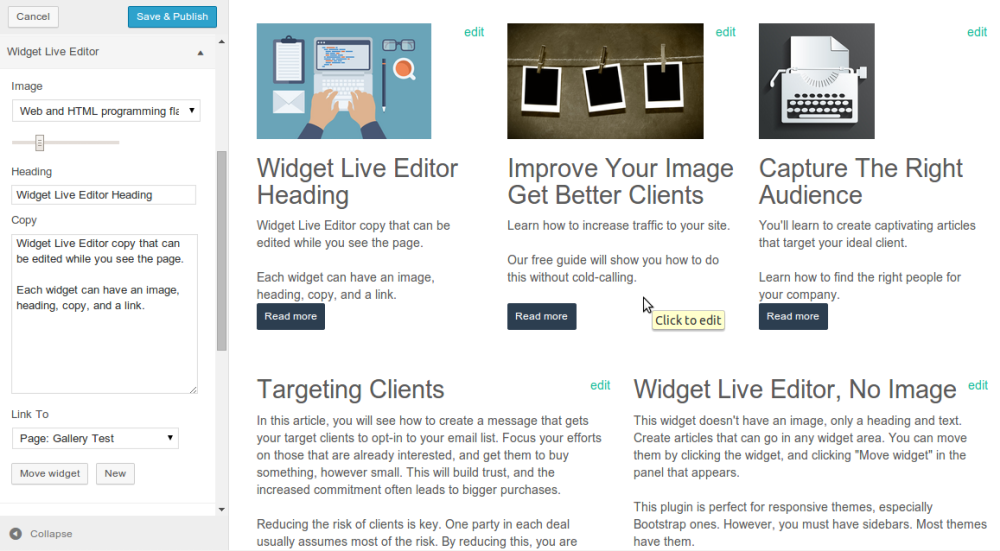 Cancel
Save & Publish
Widget Live Editor
Image
Web and HTML programming fla
Heading
Widget Live Editor Heading
Copy
Widget Live Editor copy that can
be edited while you see the page.
Each widget can have an image,
heading, copy, and a link.
Link To
Page: Gallery Test
Move widget
New
Collapse
edit
Widget Live Editor
Heading
Widget Live Editor copy that can be
edited while you see the page.
Each widget can have an image,
heading, copy, and a link.
Read more
edit
Improve Your Image
Get Better Clients
Learn how to increase traffic to your site.
Our free guide will show you how to do
this without cold-calling.
Read more
Click to edit
edit
Capture The Right
Audience
You'll learn to create captivating articles
that target your ideal client.
Learn how to find the right people for
your company.
Read more
Targeting Clients
edit
In this article, you will see how to create a message that gets
your target clients to opt-in to your email list. Focus your efforts
on those that are already interested, and get them to buy
something, however small. This will build trust, and the
increased commitment often leads to bigger purchases.
Reducing the risk of clients is key. One party in each deal
usually assumes most of the risk. By reducing this, you are
Widget Live Editor, No Image
edit
This widget doesn't have an image, only a heading and text.
Create articles that can go in any widget area. You can move
them by clicking the widget, and clicking "Move widget" in the
panel that appears.
This plugin is perfect for responsive themes, especially
Bootstrap ones. However, you must have sidebars. Most themes
have them.